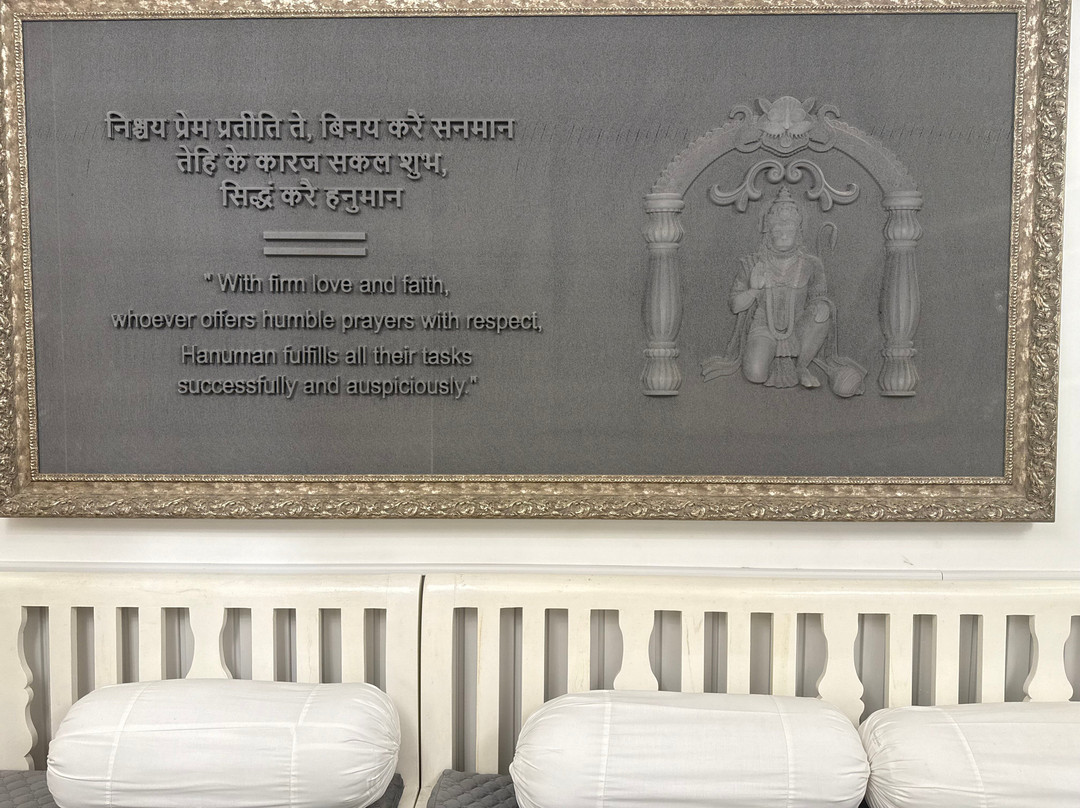 निश्चय प्रेम प्रतीति ते, बिनय करैं सनमान
तेहि के कारज सकल शुभ,
सिद्धं करै हनुमान
" With firm love and faith,
whoever offers humble prayers with respect,
Hanuman fulfills all their tasks
successfully and auspiciously."